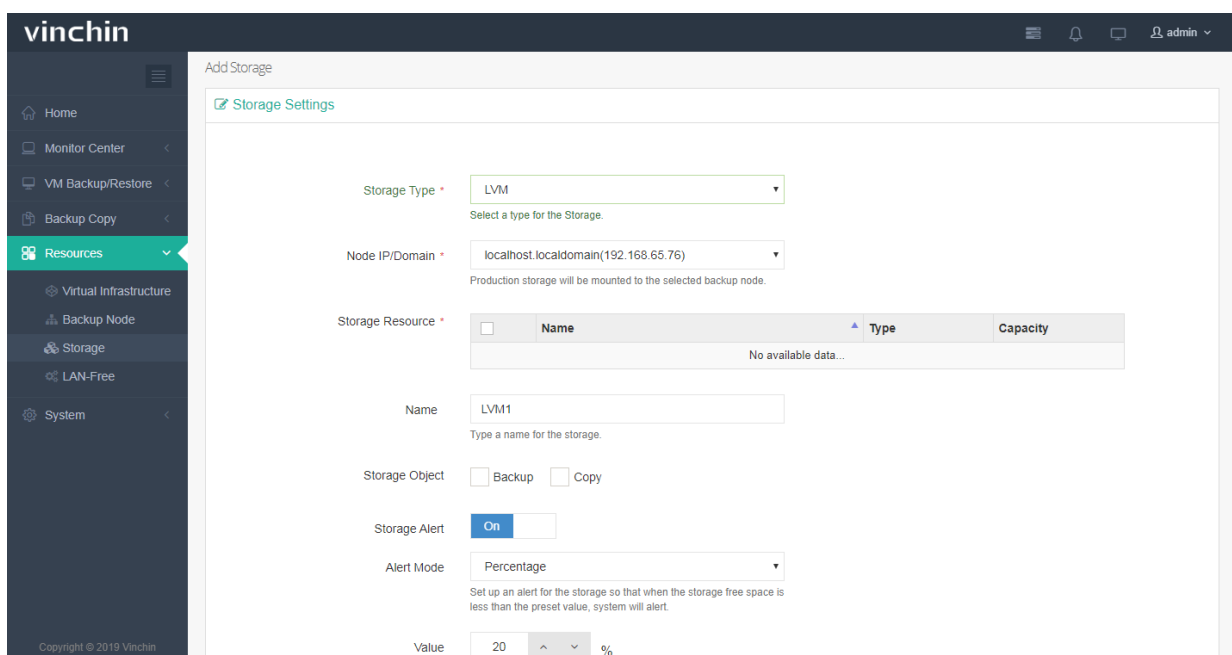 vinchin
admin
Add Storage
Storage Settings
Home
Monitor Center
VM Backup/Restore
Backup Copy
Resources
Virtual Infrastructure
Backup Node
Storage
LAN-Free
System
Storage Type *
LVM
Select a type for the Storage.
Node IP/Domain *
localhost.localdomain(192.168.65.76)
Production storage will be mounted to the selected backup node.
Storage Resource *
Name Type Capacity
No available data...
Name
LVM1
Type a name for the storage.
Storage Object
Backup Copy
Storage Alert
On
Alert Mode
Percentage
Set up an alert for the storage so that when the storage free space is
less than the preset value, system will alert.
Value
20 %
Copyright © 2019 Vinchin